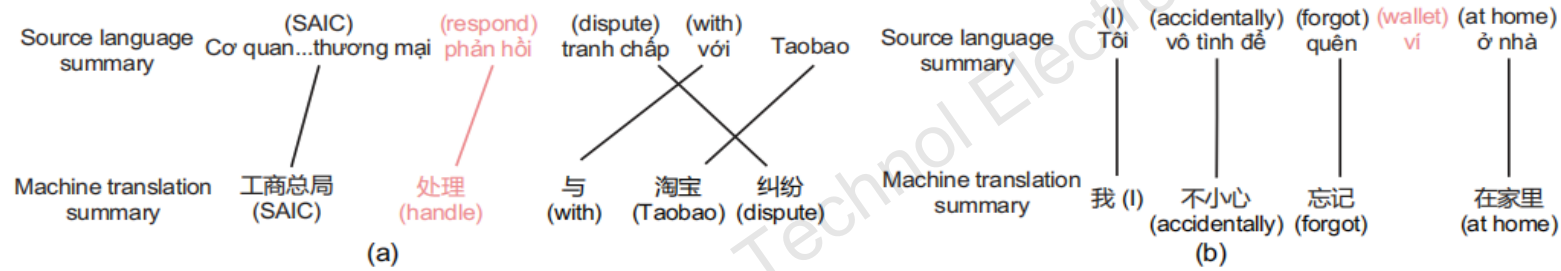 Source language summary
(SAIC) (respond) (dispute) (with)
Cơ quan...thương mại phản hồi tranh chấp với Taobao
Machine translation summary
工商总局 处理 与 淘宝 纠纷
(SAIC) (handle) (with) (Taobao) (dispute)
(a)
Source language summary
(I) (accidentally) (forgot) (wallet) (at home)
Tôi vô tình để quên ví ở nhà
Machine translation summary
我 (I) 不小心 忘记 在家里
(accidentally) (forgot) (at home)
(b)
Technol Electr